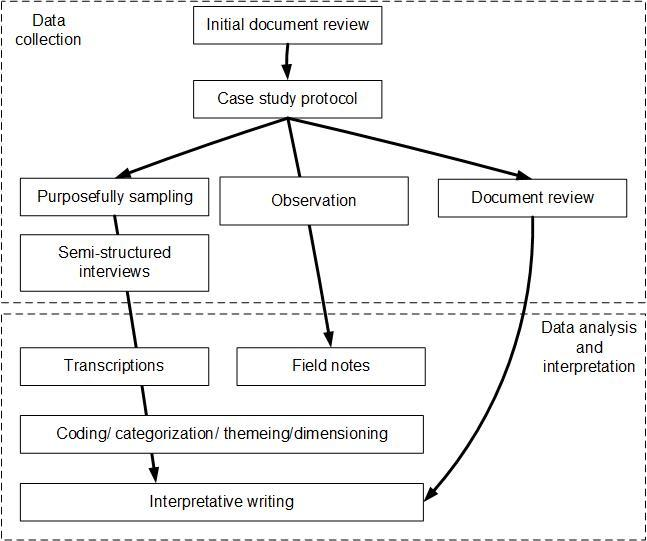 Data
collection
Initial document review
Case study protocol
Purposefully sampling
Observation
Document review
Semi-structured
interviews
Data analysis
and
interpretation
Transcriptions
Field notes
Coding/ categorization/ themeing/dimensioning
Interpretative writing